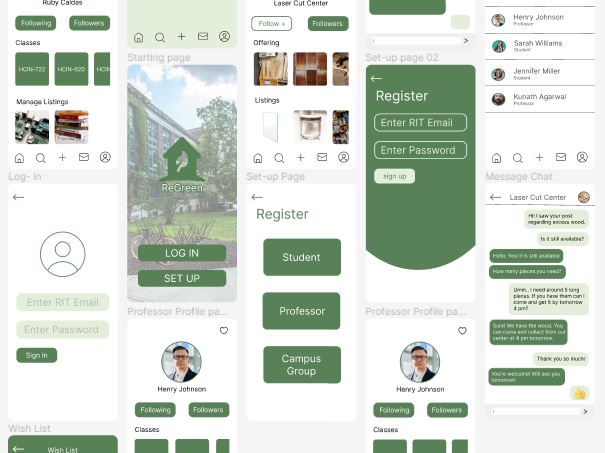 Ruby Caldas
Following
Followers
Classes
HCIN-722
HCIN-620
HCIN
Manage Listings
Log- in
Enter RIT Email
Enter Password
Sign In
Wish List
Wish List
Starting page
ReGreen
LOG IN
SET UP
Professor Profile pa...
Henry Johnson
Following
Followers
Classes
Laser Cut Center
Follow +
Followers
Offering
Listings
Set-up Page
Register
Student
Professor
Campus
Group
Set-up page 02
Register
Enter RIT Email
Enter Password
sign up
Professor Profile pa...
Henry Johnson
Following
Followers
Classes
Henry Johnson
Professor
Sarah Williams
Student
Jennifer Miller
Student
Kunath Agarwal
Professor
Message Chat
Laser Cut Center
Hi! I saw your post
regarding excess wood.
Is it still available?
Hello, Yes! It is still available
How many pieces you need?
Umm.. I need around 5 long
pieces. If you have them can I
come and get it by tomorrow
4 pm?
Sure! We have the wood. You
can come and collect from our
center at 4 pm tomorrow.
Thank you so much!
You're welcome! Will see you
tomorrow!